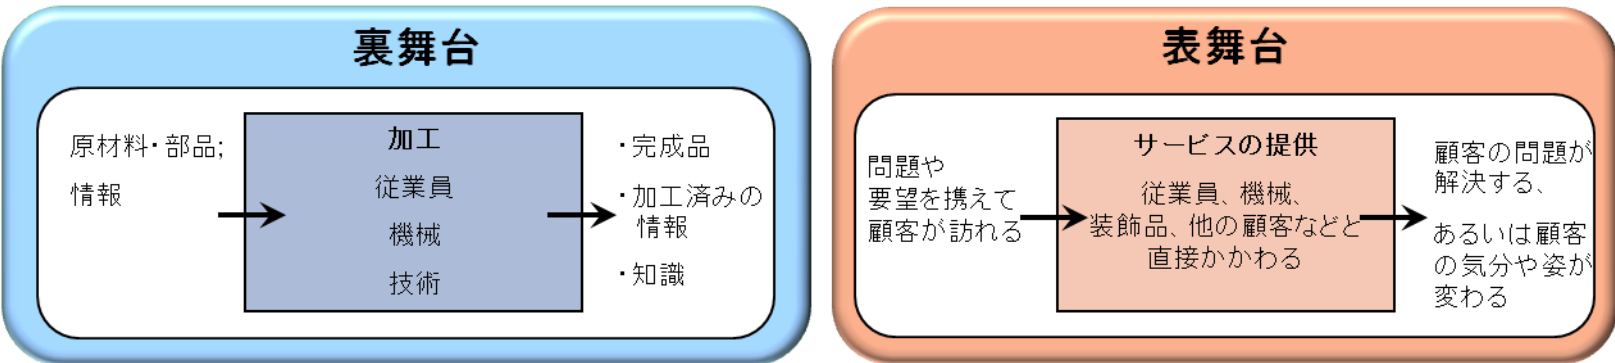 裏舞台
原材料・部品;
情報
加工
従業員
機械
技術
・完成品
・加工済みの
情報
・知識
表舞台
問題や
要望を携えて
顧客が訪れる
サービスの提供
従業員、機械、
装飾品、他の顧客などと
直接かかわる
顧客の問題が
解決する、
あるいは顧客
の気分や姿が
変わる